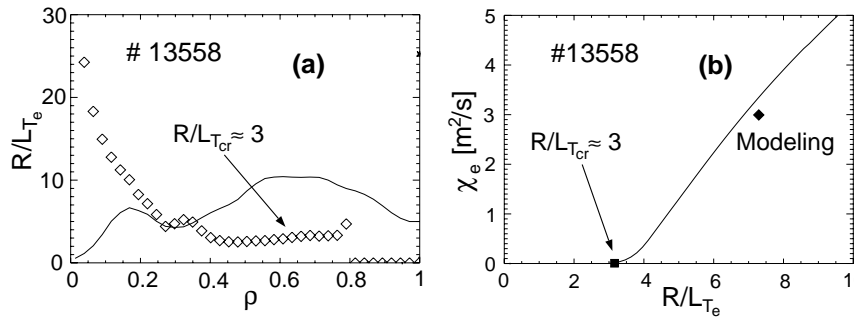 # 13558
(a)
R/L_Tcr ≈ 3
R/L_Te
30
20
10
0
0 0.2 0.4 0.6 0.8 1
ρ
#13558
(b)
R/L_Tcr ≈ 3
Modeling
χ_e [m²/s]
5
4
3
2
1
0
0 2 4 6 8 1
R/L_Te